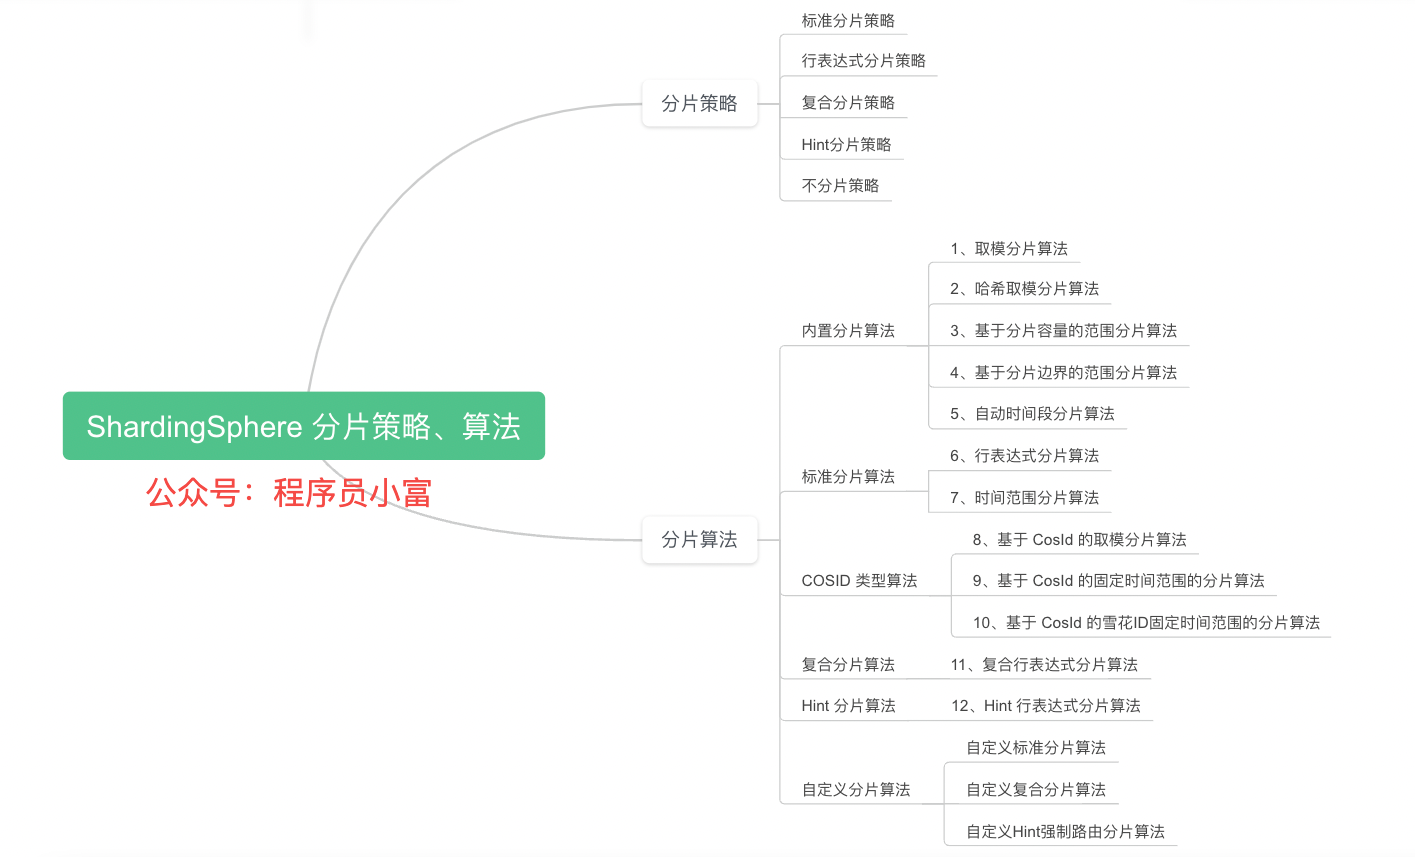 ShardingSphere 分片策略、算法
公众号：程序员小富
分片策略
标准分片策略
行表达式分片策略
复合分片策略
Hint分片策略
不分片策略
分片算法
内置分片算法
1、取模分片算法
2、哈希取模分片算法
3、基于分片容量的范围分片算法
4、基于分片边界的范围分片算法
5、自动时间段分片算法
标准分片算法
6、行表达式分片算法
7、时间范围分片算法
COSID 类型算法
8、基于 CosId 的取模分片算法
9、基于 CosId 的固定时间范围的分片算法
10、基于 CosId 的雪花ID固定时间范围的分片算法
复合分片算法
11、复合行表达式分片算法
Hint 分片算法
12、Hint 行表达式分片算法
自定义分片算法
自定义标准分片算法
自定义复合分片算法
自定义Hint强制路由分片算法